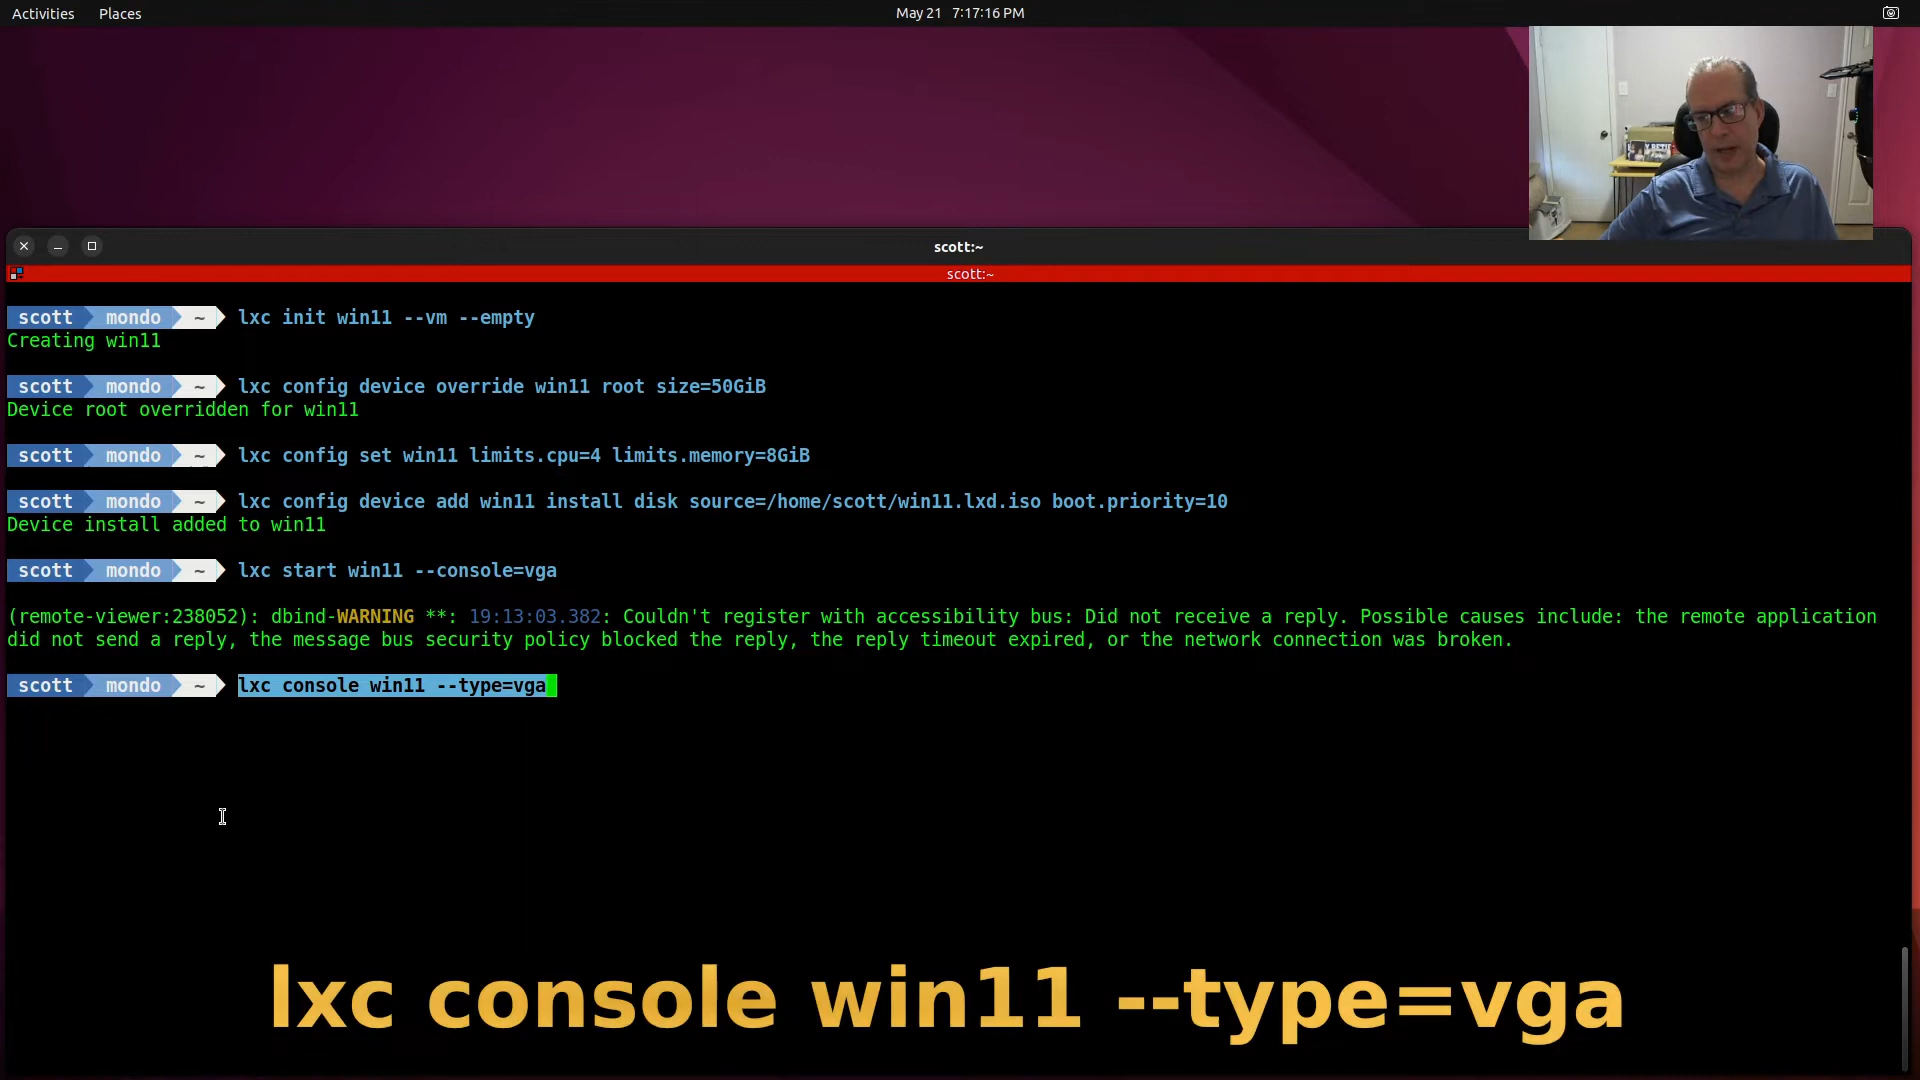 Activities Places May 21 7:17:16 PM
scott:~
scott:~
scott mondo ~ lxc init win11 --vm --empty
Creating win11
scott mondo ~ lxc config device override win11 root size=50GiB
Device root overridden for win11
scott mondo ~ lxc config set win11 limits.cpu=4 limits.memory=8GiB
scott mondo ~ lxc config device add win11 install disk source=/home/scott/win11.lxd.iso boot.priority=10
Device install added to win11
scott mondo ~ lxc start win11 --console=vga
(remote-viewer:238052): dbind-WARNING **: 19:13:03.382: Couldn't register with accessibility bus: Did not receive a reply. Possible causes include: the remote application
did not send a reply, the message bus security policy blocked the reply, the reply timeout expired, or the network connection was broken.
scott mondo ~ lxc console win11 --type=vga
lxc console win11 --type=vga